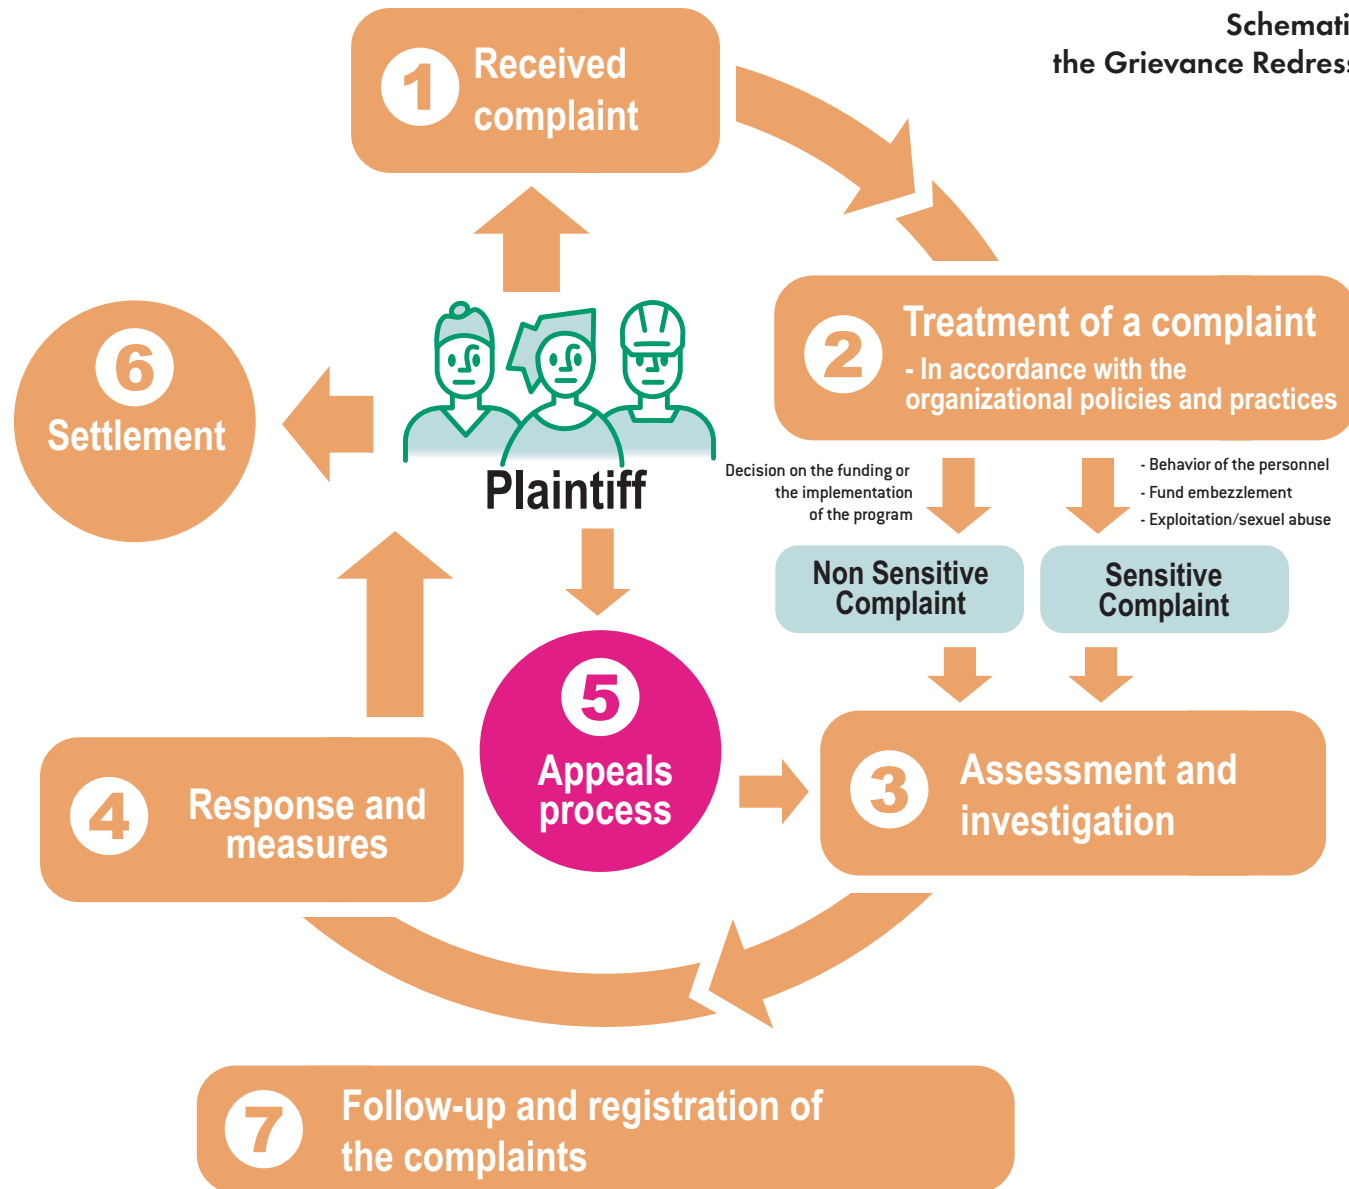 Schemati
the Grievance Redress
1
Received
complaint
2
Treatment of a complaint
- In accordance with the
organizational policies and practices
Decision on the funding or
the implementation
of the program
- Behavior of the personnel
- Fund embezzlement
- Exploitation/sexuel abuse
Non Sensitive
Complaint
Sensitive
Complaint
3
Assessment and
investigation
4
Response and
measures
Plaintiff
5
Appeals
process
6
Settlement
7
Follow-up and registration of
the complaints